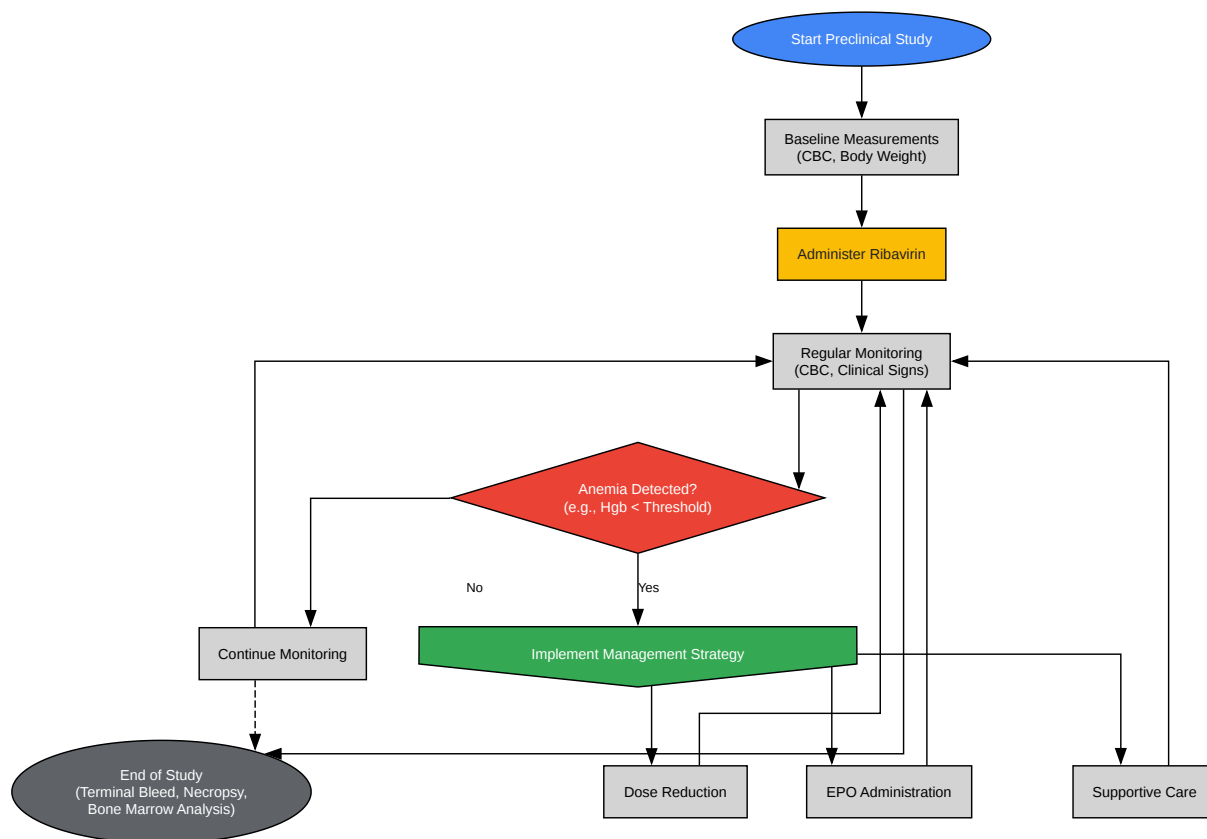 Start Preclinical Study
Baseline Measurements
(CBC, Body Weight)
Administer Ribavirin
Regular Monitoring
(CBC, Clinical Signs)
Anemia Detected?
(e.g., Hgb < Threshold)
No
Yes
Continue Monitoring
Implement Management Strategy
End of Study
(Terminal Bleed, Necropsy,
Bone Marrow Analysis)
Dose Reduction
EPO Administration
Supportive Care